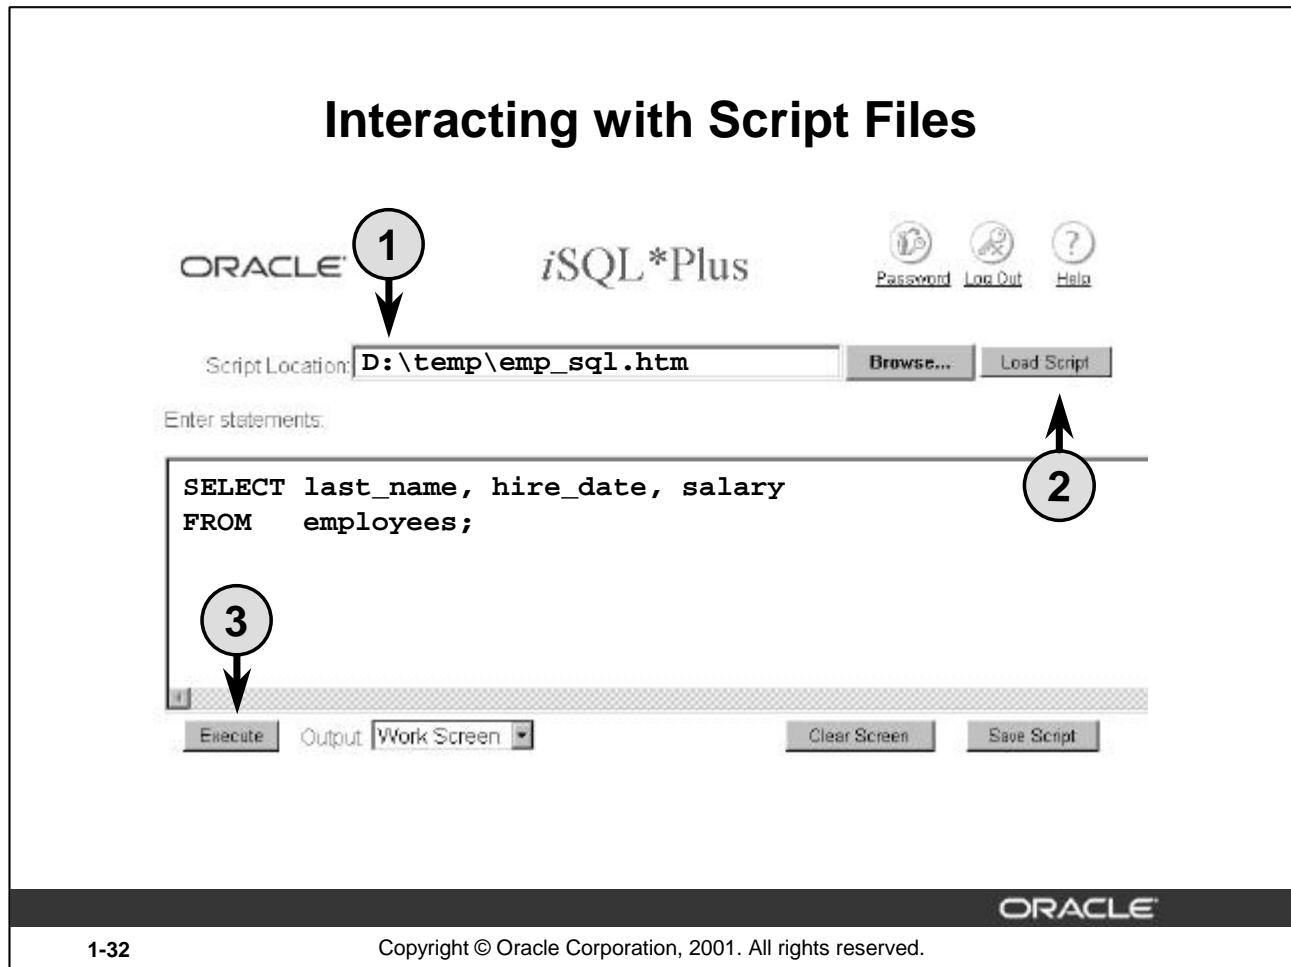 Interacting with Script Files
1
ORACLE
iSQL*Plus
Password Log Out Help
Script Location: D:\temp\emp_sql.htm Browse... Load Script
Enter statements:
2
SELECT last_name, hire_date, salary
FROM employees;
3
Execute Output Work Screen Clear Screen Save Script
ORACLE
1-32 Copyright © Oracle Corporation, 2001. All rights reserved.